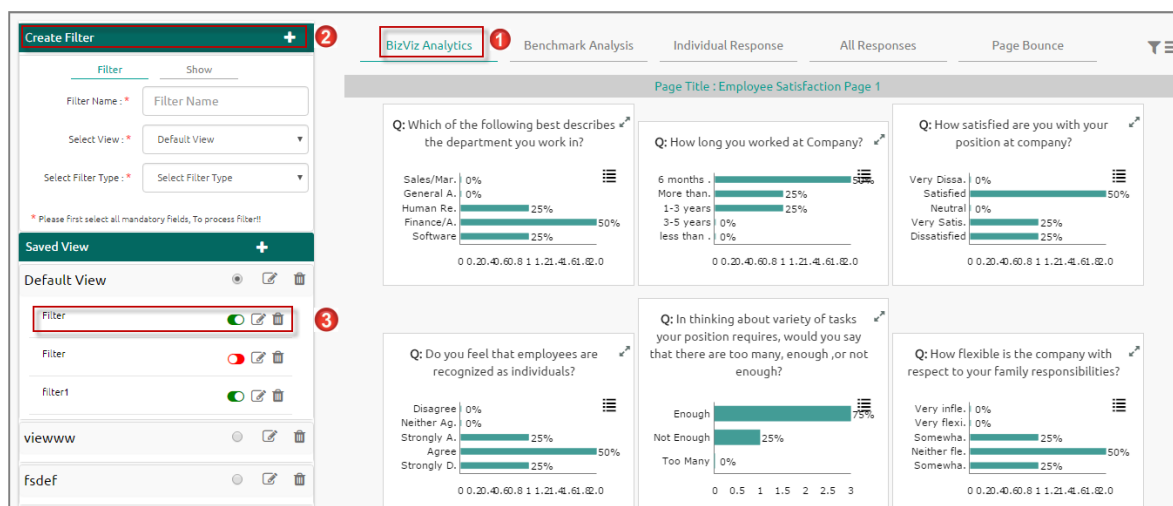 Create Filter +
2
Filter Show
Filter Name : * Filter Name
Select View : * Default View
Select Filter Type : * Select Filter Type
* Please first select all mandatory fields, To process filter!!
Saved View +
Default View
Filter
3
Filter
filter1
viewww
fsdef
BizViz Analytics 1 Benchmark Analysis Individual Response All Responses Page Bounce
Page Title : Employee Satisfaction Page 1
Q: Which of the following best describes
the department you work in?
Sales/Mar. 0%
General A. 0%
Human Re. 25%
Finance/A. 50%
Software 25%
0 0.20.40.60.8 1 1.21.41.61.82.0
Q: How long you worked at Company?
6 months . 50%
More than. 25%
1-3 years 25%
3-5 years 0%
less than . 0%
0 0.20.40.60.8 1 1.21.41.61.82.0
Q: How satisfied are you with your
position at company?
Very Dissa. 0%
Satisfied 50%
Neutral 0%
Very Satis. 25%
Dissatisfied 25%
0 0.20.40.60.8 1 1.21.41.61.82.0
Q: Do you feel that employees are
recognized as individuals?
Disagree 0%
Neither Ag. 0%
Strongly A. 25%
Agree 50%
Strongly D. 25%
0 0.20.40.60.8 1 1.21.41.61.82.0
Q: In thinking about variety of tasks
your position requires, would you say
that there are too many, enough ,or not
enough?
Enough 75%
Not Enough 25%
Too Many 0%
0 0.5 1 1.5 2 2.5 3
Q: How flexible is the company with
respect to your family responsibilities?
Very infle. 0%
Very flexi. 0%
Somewha. 25%
Neither fle. 50%
Somewha. 25%
0 0.20.40.60.8 1 1.21.41.61.82.0